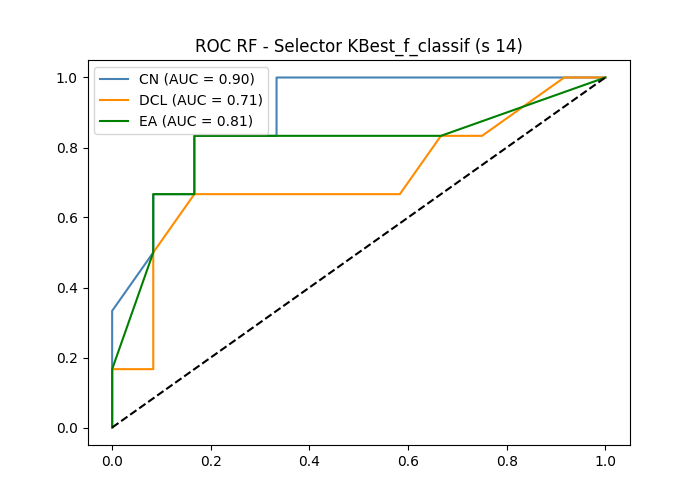 ROC RF - Selector KBest_f_classif (s 14)
CN (AUC = 0.90)
DCL (AUC = 0.71)
EA (AUC = 0.81)
1.0
0.8
0.6
0.4
0.2
0.0
0.0 0.2 0.4 0.6 0.8 1.0